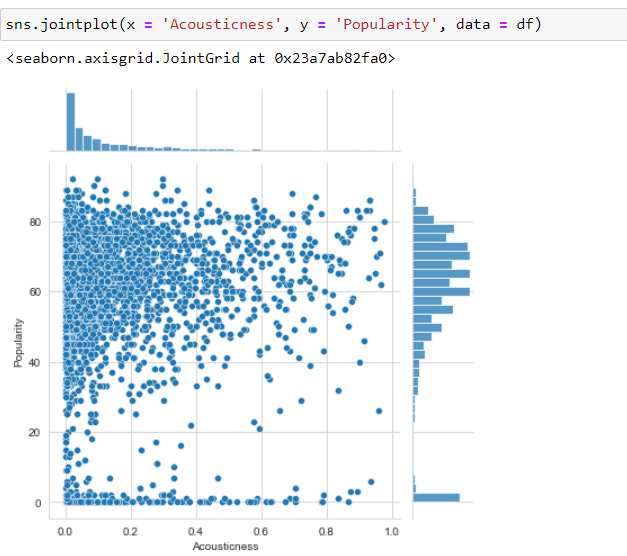 sns.jointplot(x = 'Acousticness', y = 'Popularity', data = df)
<seaborn.axisgrid.JointGrid at 0x23a7ab82fa0>
80
60
40
20
0
Popularity
0.0 0.2 0.4 0.6 0.8 1.0
Acousticness